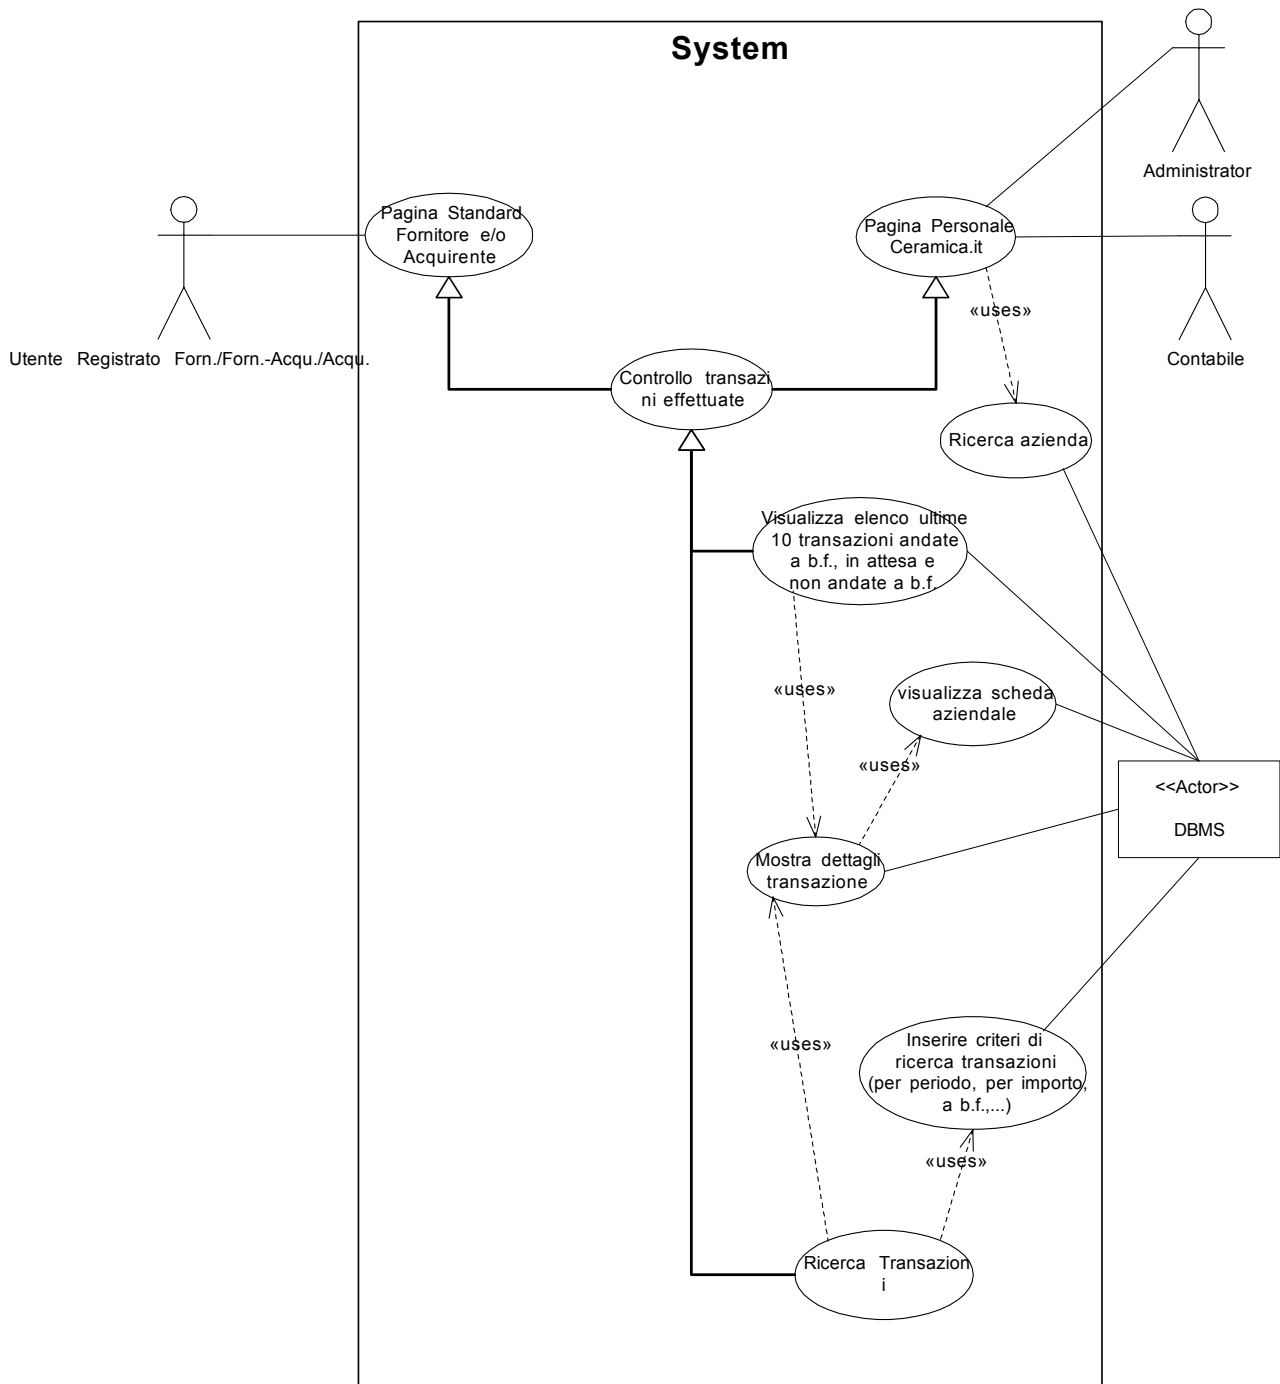 System
Administrator
Pagina Standard
Fornitore e/o
Acquirente
Pagina Personale
Ceramica.it
«uses»
Utente Registrato Forn./Forn.-Acqu./Acqu.
Contabile
Controllo transazi
ni effettuate
Ricerca azienda
Visualizza elenco ultime
10 transazioni andate
a b.f., in attesa e
non andate a b.f.
«uses»
visualizza scheda
aziendale
«uses»
<<Actor>>
DBMS
Mostra dettagli
transazione
«uses»
Inserire criteri di
ricerca transazioni
(per periodo, per importo,
a b.f.,...)
«uses»
Ricerca Transazion
i